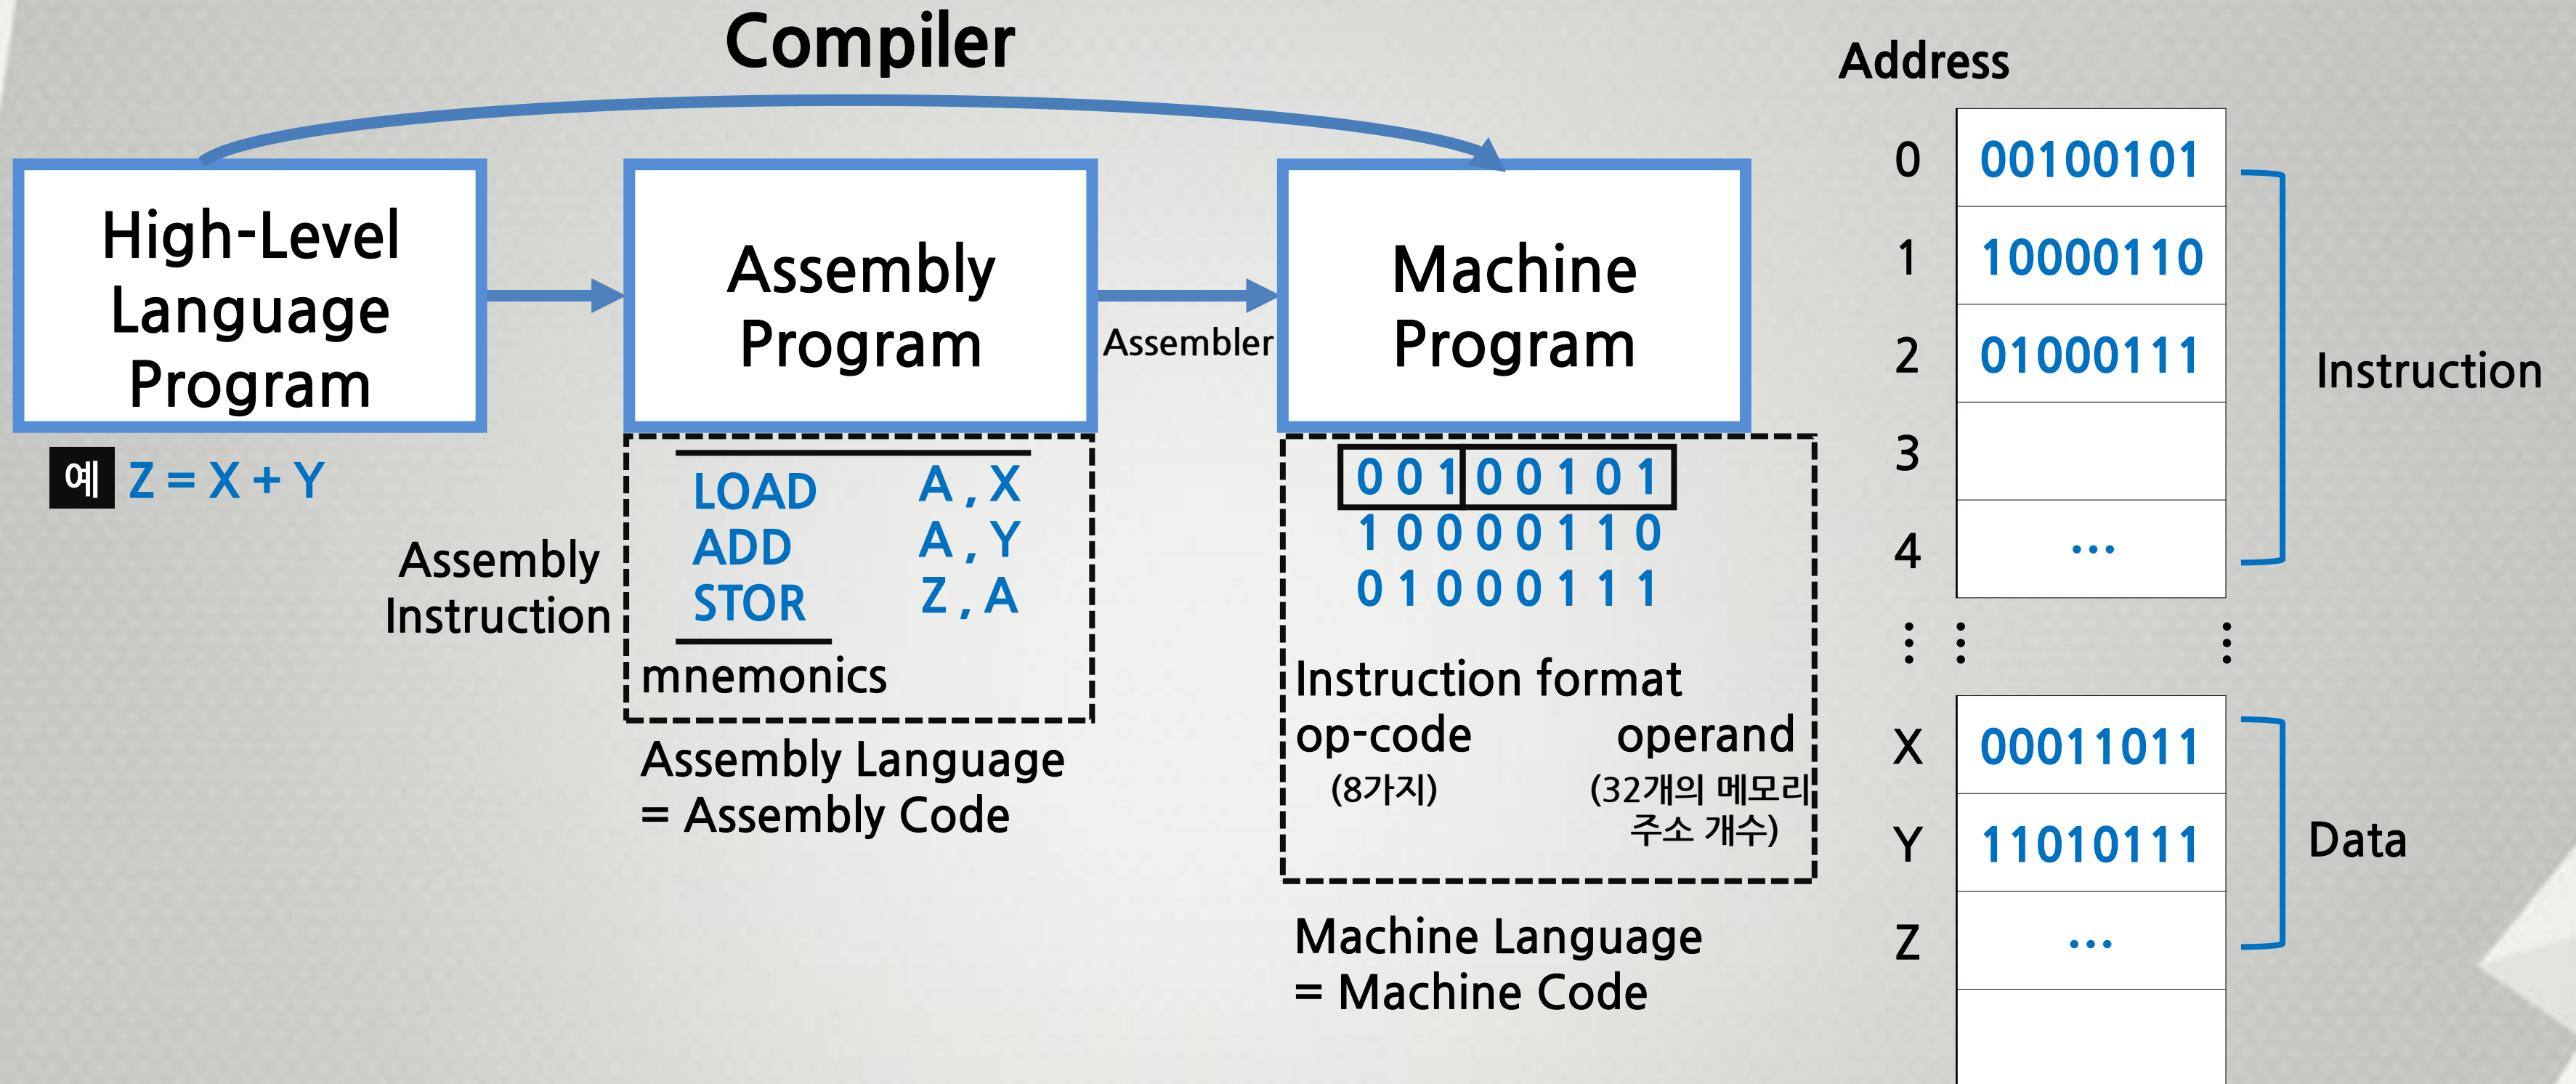 Compiler
High-Level
Language
Program
예 Z = X + Y
Assembly
Program
Assembler
Machine
Program
Assembly
Instruction
LOAD A , X
ADD A , Y
STOR Z , A
mnemonics
Assembly Language
= Assembly Code
0 0 1 0 0 1 0 1
1 0 0 0 0 1 1 0
0 1 0 0 0 1 1 1
Instruction format
op-code operand
(8가지) (32개의 메모리
주소 개수)
Machine Language
= Machine Code
Address
0 00100101
1 10000110
2 01000111
3
4 ...
Instruction
X 00011011
Y 11010111
Z ...
Data